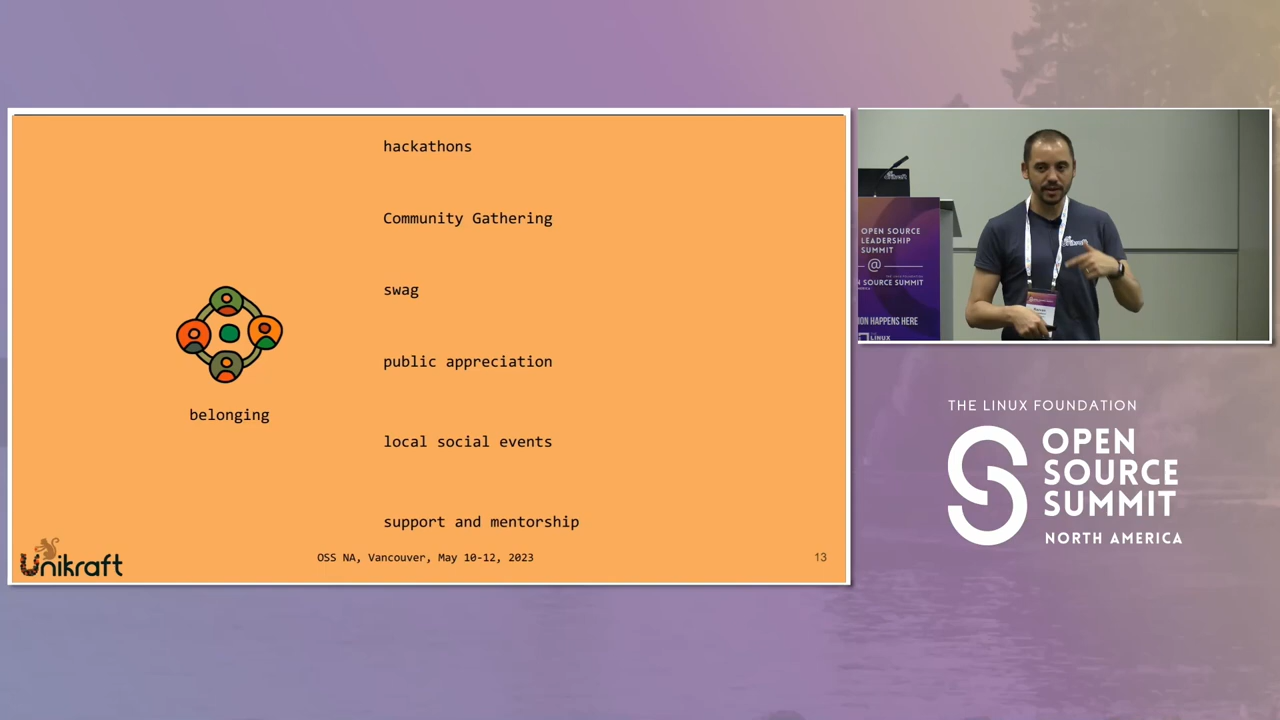 hackathons
Community Gathering
swag
public appreciation
belonging
local social events
support and mentorship
Unikraft
OSS NA, Vancouver, May 10-12, 2023
13
OPEN SOURCE
LEADERSHIP
SUMMIT
@
SOURCE SUMMIT
HAPPENS HERE
LINUX
THE LINUX FOUNDATION
OPEN
SOURCE
SUMMIT
NORTH AMERICA